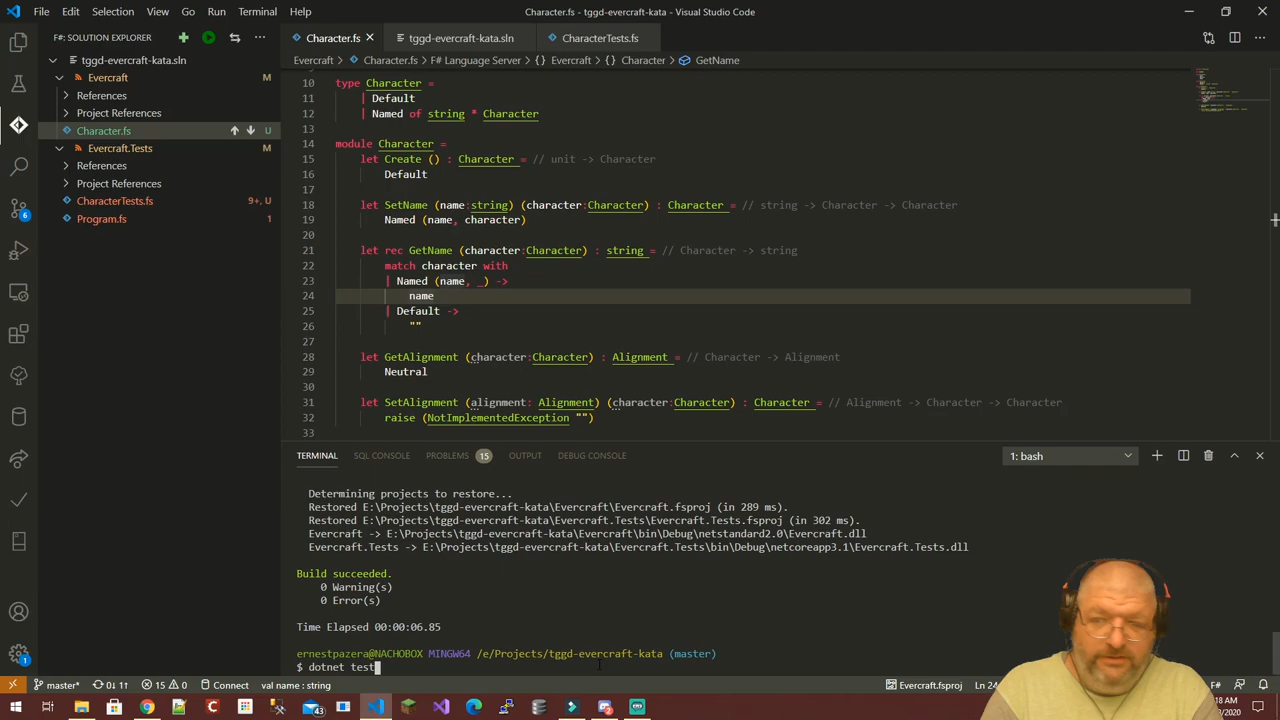 File Edit Selection View Go Run Terminal Help
Character.fs - tggd-evercraft-kata - Visual Studio Code
F#: SOLUTION EXPLORER
Character.fs
tggd-evercraft-kata.sln
CharacterTests.fs
tggd-evercraft-kata.sln
Evercraft M
References
Project References
Character.fs U
Evercraft.Tests M
References
Project References
CharacterTests.fs 9+, U
Program.fs 1
Evercraft > Character.fs > F# Language Server > {} Evercraft > {} Character > GetName
10 type Character =
11 | Default
12 | Named of string * Character
13
14 module Character =
15 let Create () : Character = // unit -> Character
16 Default
17
18 let SetName (name:string) (character:Character) : Character = // string -> Character -> Character
19 Named (name, character)
20
21 let rec GetName (character:Character) : string = // Character -> string
22 match character with
23 | Named (name, _) ->
24 name
25 | Default ->
26 ""
27
28 let GetAlignment (character:Character) : Alignment = // Character -> Alignment
29 Neutral
30
31 let SetAlignment (alignment: Alignment) (character:Character) : Character = // Alignment -> Character -> Character
32 raise (NotImplementedException "")
33
TERMINAL SQL CONSOLE PROBLEMS 15 OUTPUT DEBUG CONSOLE
1: bash
Determining projects to restore...
Restored E:\Projects\tggd-evercraft-kata\Evercraft\Evercraft.fsproj (in 289 ms).
Restored E:\Projects\tggd-evercraft-kata\Evercraft.Tests\Evercraft.Tests.fsproj (in 302 ms).
Evercraft -> E:\Projects\tggd-evercraft-kata\Evercraft\bin\Debug\netstandard2.0\Evercraft.dll
Evercraft.Tests -> E:\Projects\tggd-evercraft-kata\Evercraft.Tests\bin\Debug\netcoreapp3.1\Evercraft.Tests.dll
Build succeeded.
0 Warning(s)
0 Error(s)
Time Elapsed 00:00:06.85
ernestpazera@NACHOBOX MINGW64 /e/Projects/tggd-evercraft-kata (master)
$ dotnet test
6
1
master* 0↓ 1↑ 15 0 Connect val name : string
Evercraft.fsproj
F#
43